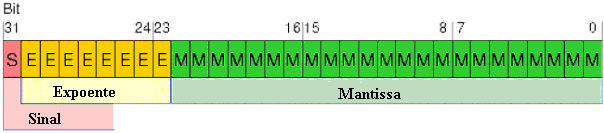 Bit
31 24 23 16 15 8 7 0
S E E E E E E E E M M M M M M M M M M M M M M M M M M M M M M M
Expoente Mantissa
Sinal